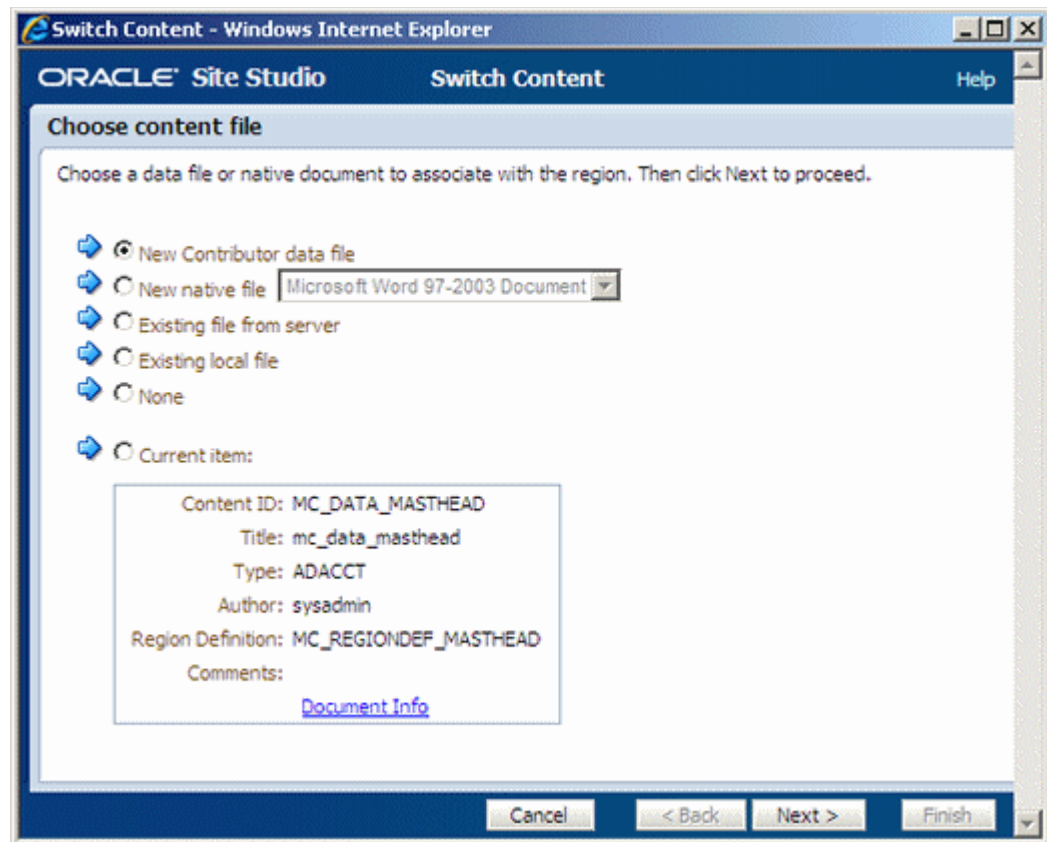 Switch Content - Windows Internet Explorer
ORACLE Site Studio Switch Content Help
Choose content file
Choose a data file or native document to associate with the region. Then click Next to proceed.
New Contributor data file
New native file Microsoft Word 97-2003 Document
Existing file from server
Existing local file
None
Current item:
Content ID: MC_DATA_MASTHEAD
Title: mc_data_masthead
Type: ADACCT
Author: sysadmin
Region Definition: MC_REGIONDEF_MASTHEAD
Comments:
Document Info
Cancel < Back Next > Finish